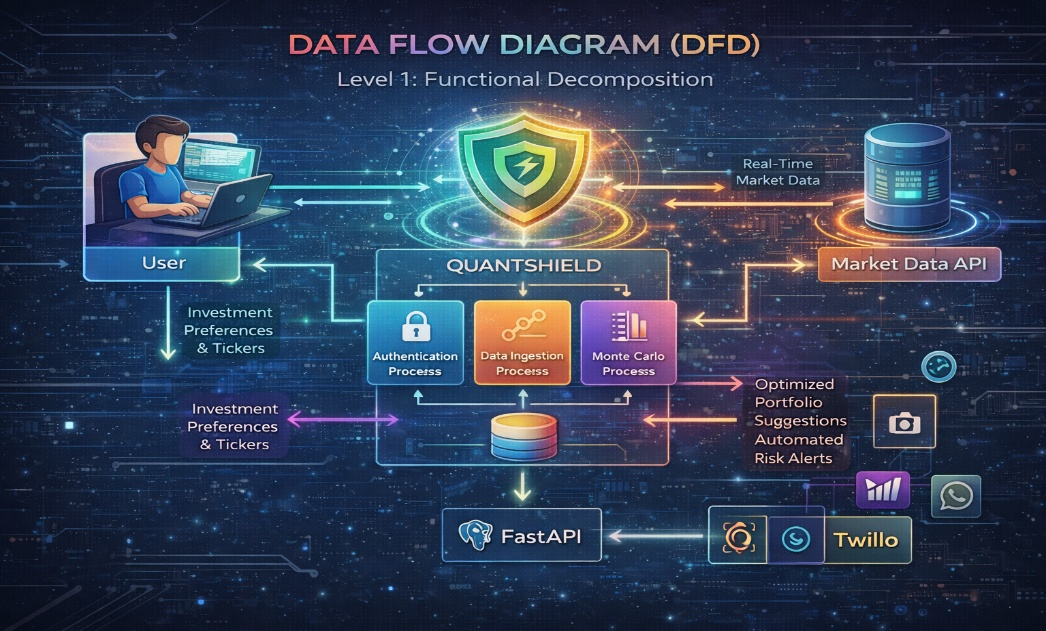 DATA FLOW DIAGRAM (DFD)
Level 1: Functional Decomposition
Real-Time
Market Data
User
QUANTSHIELD
Market Data API
Investment
Preferences
& Tickers
Authentication
Process
Data Ingestion
Process
Monte Carlo
Process
Investment
Preferences
& Tickers
Optimized
Portfolio
Suggestions
Automated
Risk Alerts
FastAPI
Twillo